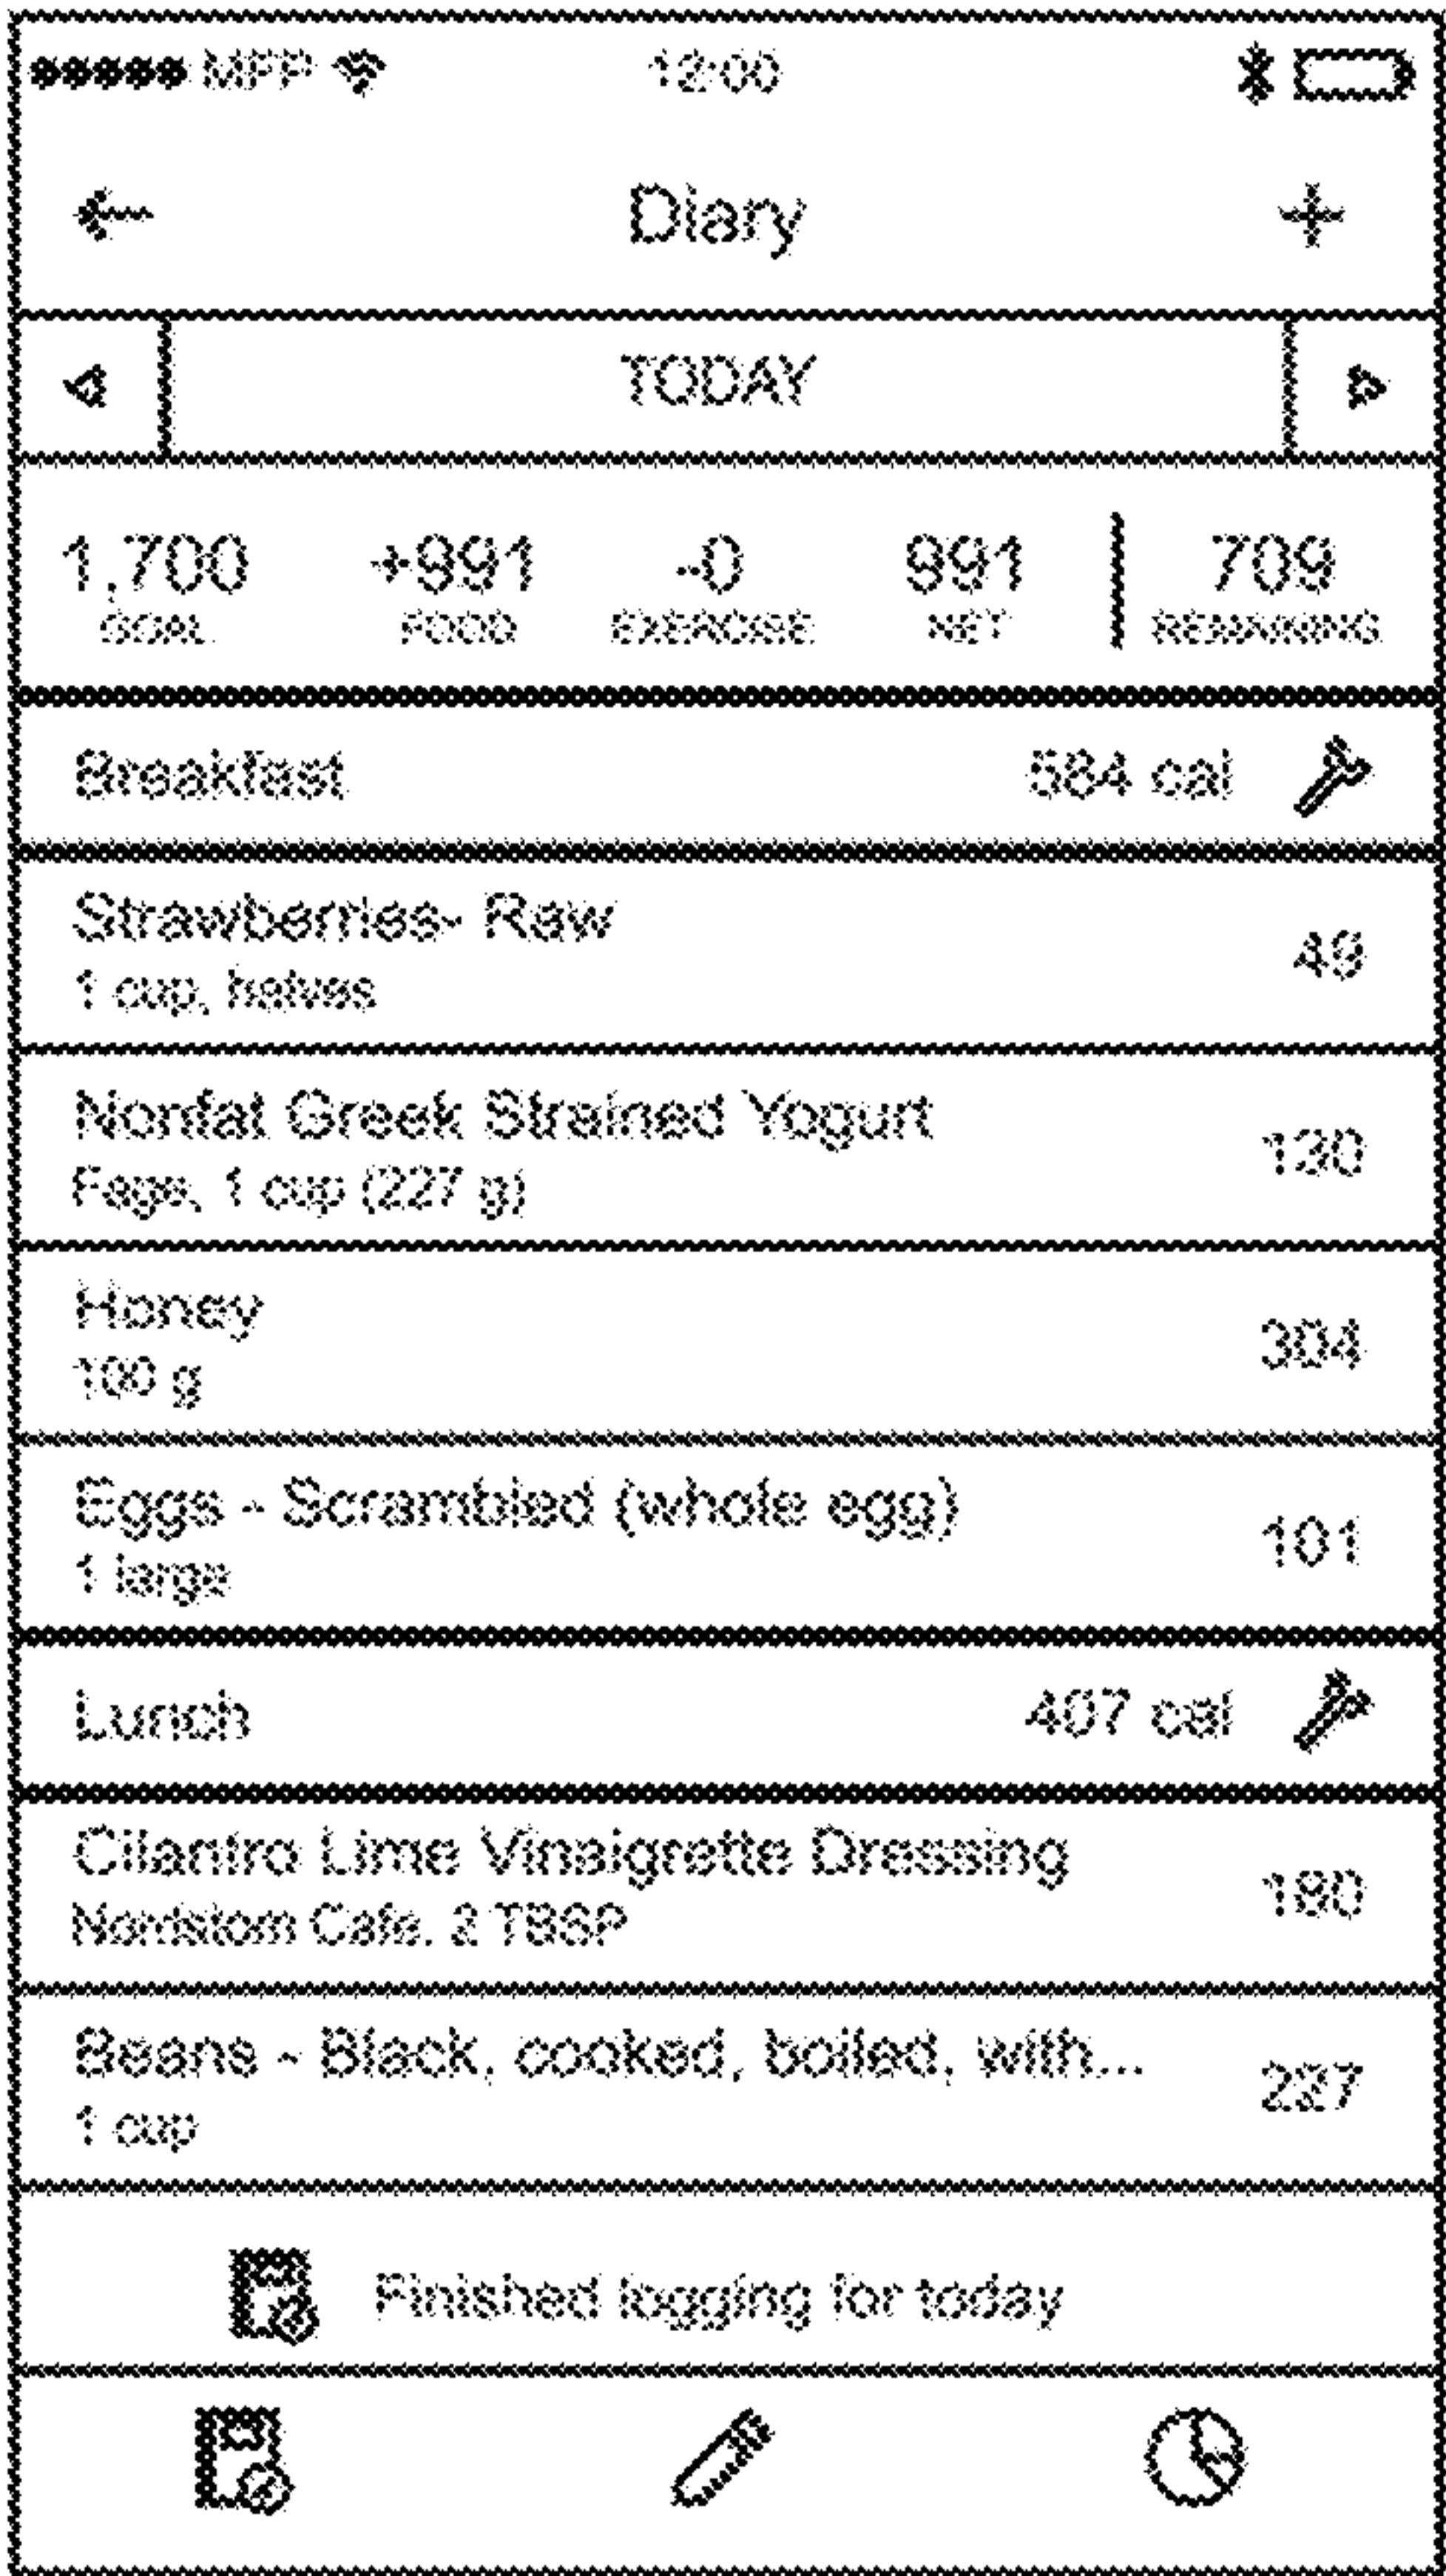 MFP 12:00
Diary
TODAY
1,700 +991 -0 991 709
GOAL FOOD EXERCISE NET REMAINING
Breakfast 584 cal
Strawberries- Raw
49
1 cup, halves
Nonfat Greek Strained Yogurt
130
Fage, 1 cup (227 g)
Honey
304
100 g
Eggs - Scrambled (whole egg)
101
1 large
Lunch 407 cal
Cilantro Lime Vinaigrette Dressing
180
Nordstom Cafe. 2 TBSP
Beans - Black, cooked, boiled, with...
227
1 cup
Finished logging for today